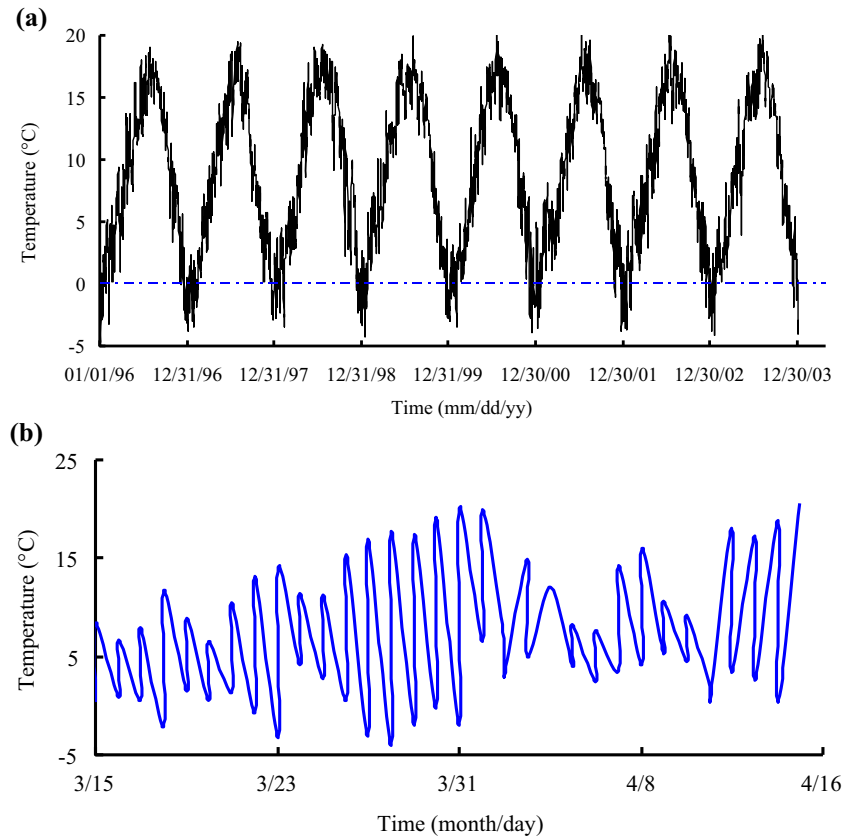 (a)
20
15
10
5
0
-5
Temperature (°C)
01/01/96 12/31/96 12/31/97 12/31/98 12/31/99 12/30/00 12/30/01 12/30/02 12/30/03
Time (mm/dd/yy)
(b)
25
15
5
-5
Temperature (°C)
3/15 3/23 3/31 4/8 4/16
Time (month/day)